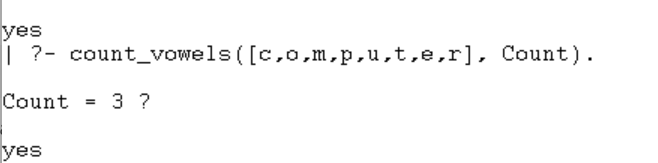 yes
| ?- count_vowels([c,o,m,p,u,t,e,r], Count).
Count = 3 ?
yes